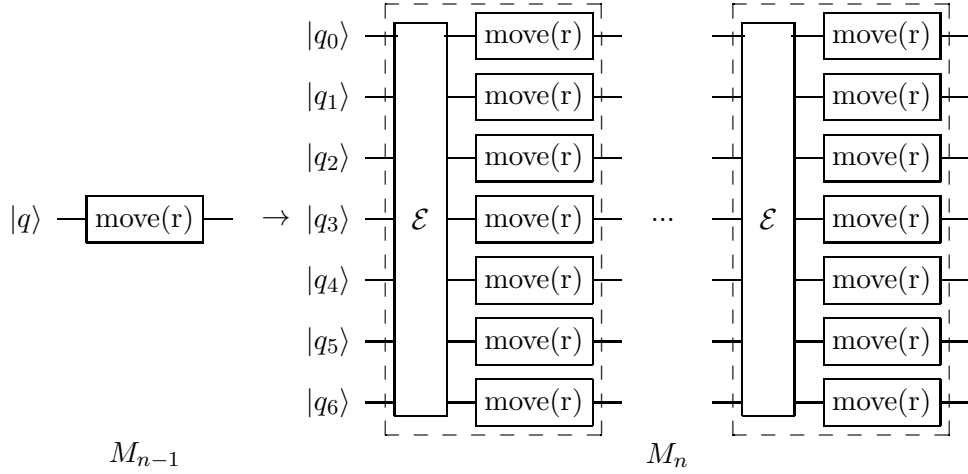 |q₀⟩ move(r) move(r)
|q₁⟩ move(r) move(r)
|q₂⟩ move(r) move(r)
|q⟩ move(r) → |q₃⟩ ℰ move(r) ... ℰ move(r)
|q₄⟩ move(r) move(r)
|q₅⟩ move(r) move(r)
|q₆⟩ move(r) move(r)
Mₙ₋₁ Mₙ